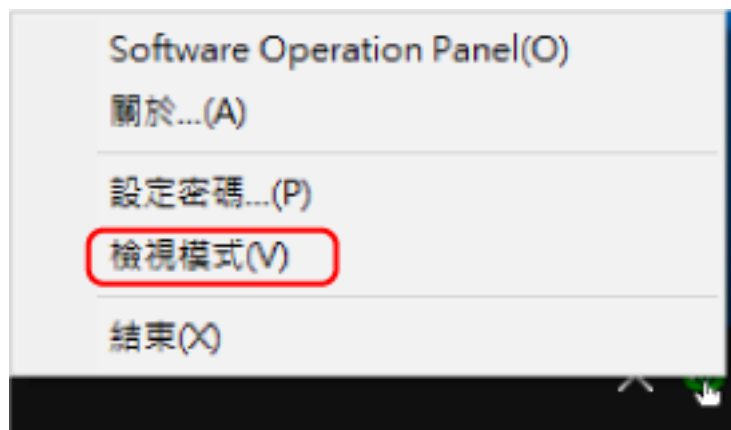 Software Operation Panel(O)
關於...(A)
設定密碼...(P)
檢視模式(V)
結束(X)